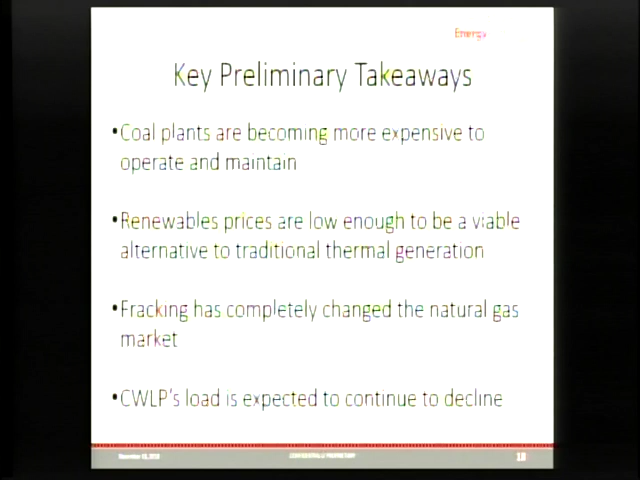 Energy
Key Preliminary Takeaways
•Coal plants are becoming more expensive to
operate and maintain
•Renewables prices are low enough to be a viable
alternative to traditional thermal generation
•Fracking has completely changed the natural gas
market
•CWLP's load is expected to continue to decline
CONFIDENTIAL & PROPRIETARY
18